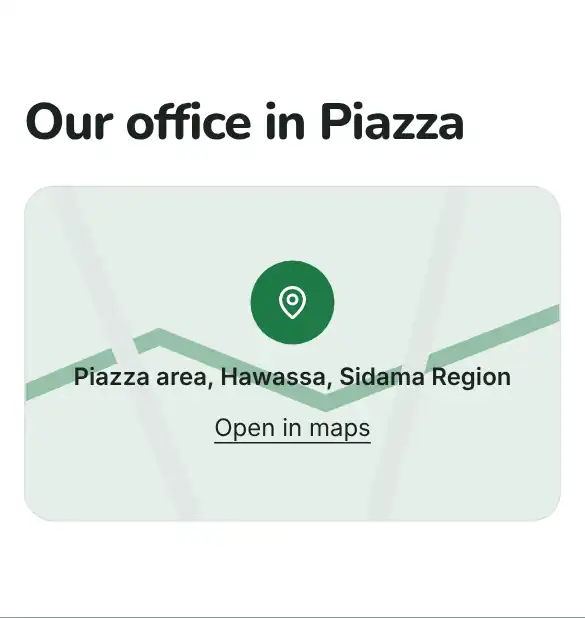 Our office in Piazza
Piazza area, Hawassa, Sidama Region
Open in maps